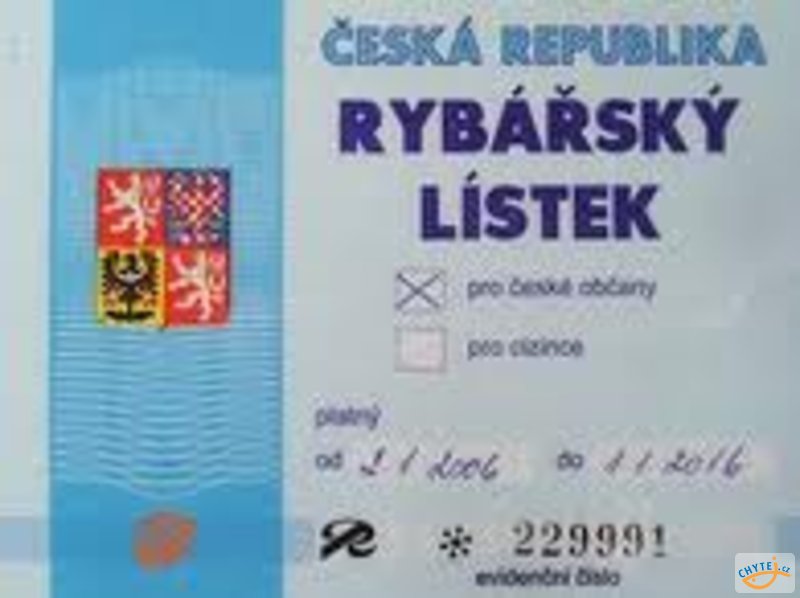 ČESKÁ REPUBLIKA
RYBÁŘSKÝ
LÍSTEK
pro české občany
pro cizince
platný
od 2 1 2006 do 1 1 2016
* 229991
evidenční číslo
CHYTEJ.cz